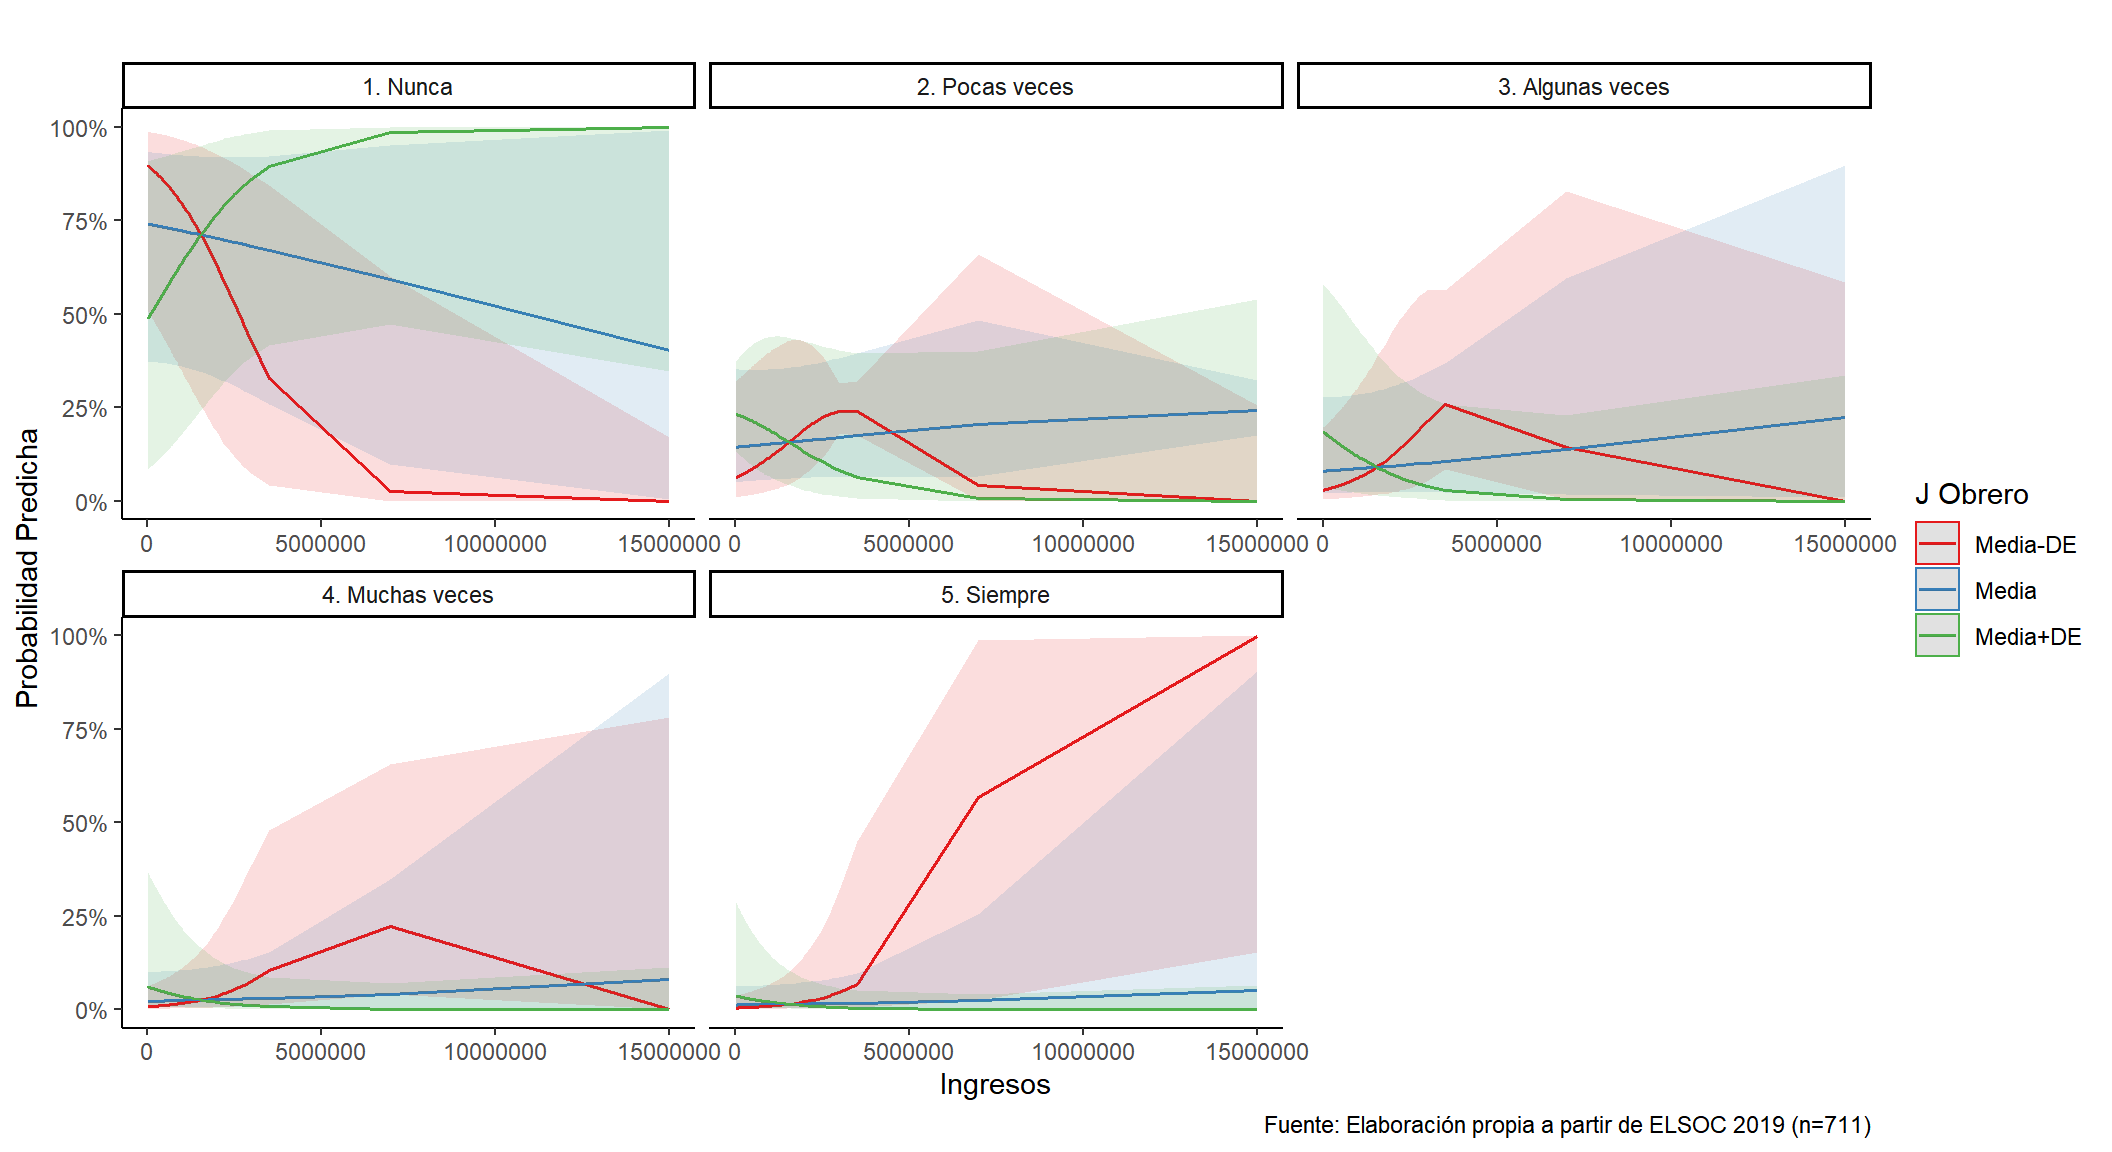 1. Nunca
2. Pocas veces
3. Algunas veces
100%
75%
50%
25%
0%
0
5000000
10000000
15000000
0
5000000
10000000
15000000
0
5000000
10000000
15000000
4. Muchas veces
5. Siempre
100%
75%
50%
25%
0%
0
5000000
10000000
15000000
0
5000000
10000000
15000000
Probabilidad Predicha
Ingresos
J Obrero
Media-DE
Media
Media+DE
Fuente: Elaboración propia a partir de ELSOC 2019 (n=711)